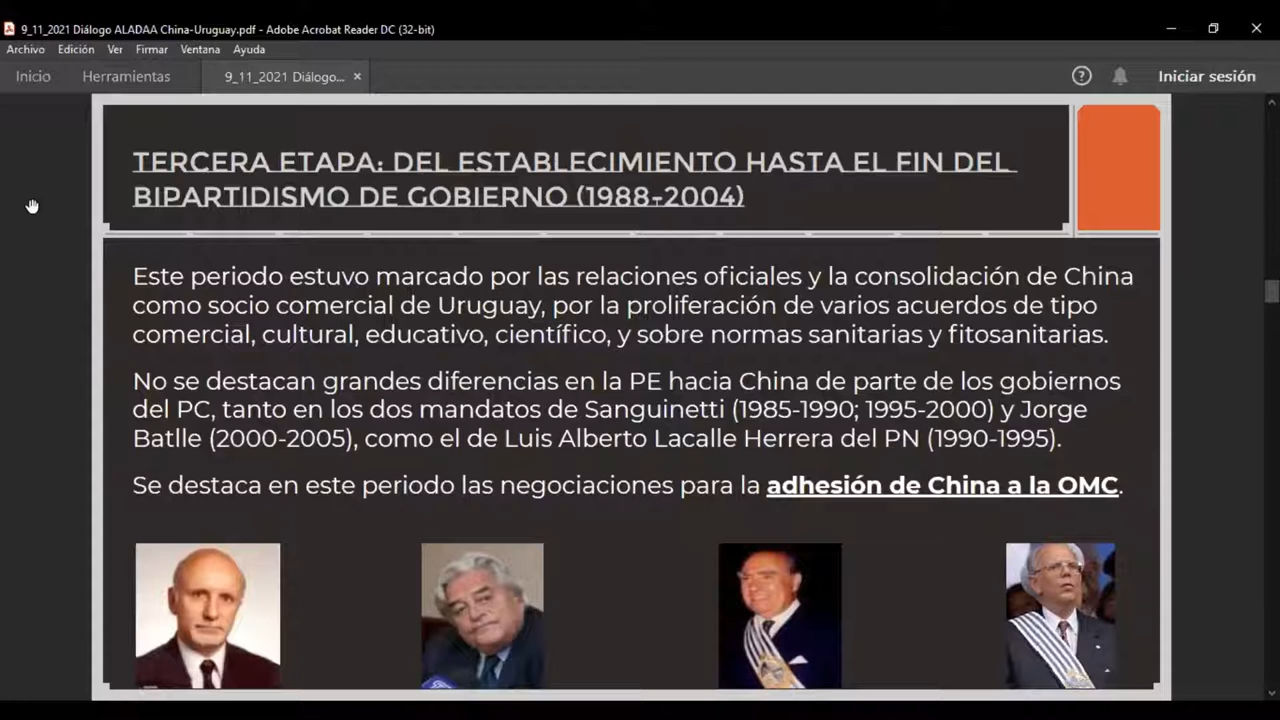 9_11_2021 Diálogo ALADAA China-Uruguay.pdf - Adobe Acrobat Reader DC (32-bit)
Archivo Edición Ver Firmar Ventana Ayuda
Inicio Herramientas 9_11_2021 Diálogo... × Iniciar sesión
TERCERA ETAPA: DEL ESTABLECIMIENTO HASTA EL FIN DEL
BIPARTIDISMO DE GOBIERNO (1988-2004)
Este periodo estuvo marcado por las relaciones oficiales y la consolidación de China
como socio comercial de Uruguay, por la proliferación de varios acuerdos de tipo
comercial, cultural, educativo, científico, y sobre normas sanitarias y fitosanitarias.
No se destacan grandes diferencias en la PE hacia China de parte de los gobiernos
del PC, tanto en los dos mandatos de Sanguinetti (1985-1990; 1995-2000) y Jorge
Batlle (2000-2005), como el de Luis Alberto Lacalle Herrera del PN (1990-1995).
Se destaca en este periodo las negociaciones para la adhesión de China a la OMC.